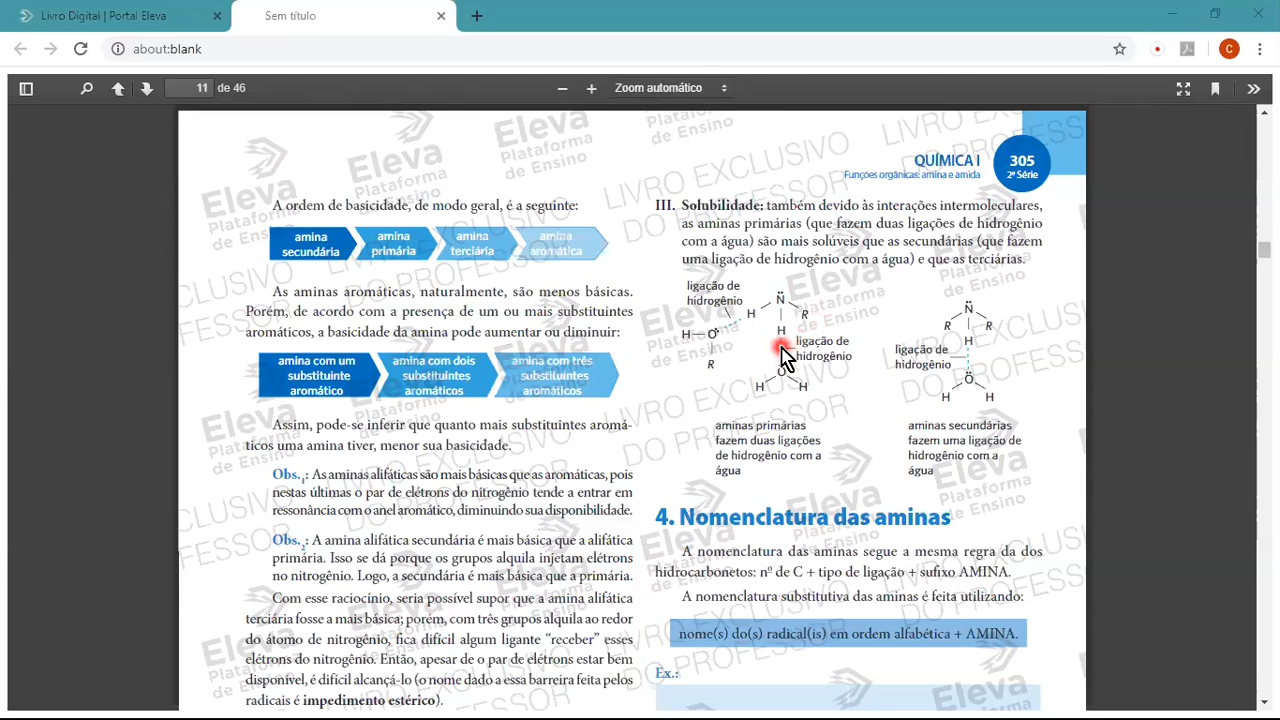 Livro Digital | Portal Eleva
Sem título
about:blank
C
11 de 46
Zoom automático
QUÍMICA I
Funções orgânicas: amina e amida
305
2ª Série
A ordem de basicidade, de modo geral, é a seguinte:
amina secundária
amina primária
amina terciária
amina aromática
As aminas aromáticas, naturalmente, são menos básicas.
Porém, de acordo com a presença de um ou mais substituintes
aromáticos, a basicidade da amina pode aumentar ou diminuir:
amina com um substituinte aromático
amina com dois substituintes aromáticos
amina com três substituintes aromáticos
Assim, pode-se inferir que quanto mais substituintes aromá-
ticos uma amina tiver, menor sua basicidade.
Obs.1: As aminas alifáticas são mais básicas que as aromáticas, pois
nestas últimas o par de elétrons do nitrogênio tende a entrar em
ressonância com o anel aromático, diminuindo sua disponibilidade.
Obs.2: A amina alifática secundária é mais básica que a alifática
primária. Isso se dá porque os grupos alquila injetam elétrons
no nitrogênio. Logo, a secundária é mais básica que a primária.
Com esse raciocínio, seria possível supor que a amina alifática
terciária fosse a mais básica; porém, com três grupos alquila ao redor
do átomo de nitrogênio, fica difícil algum ligante “receber” esses
elétrons do nitrogênio. Então, apesar de o par de elétrons estar bem
disponível, é difícil alcançá-lo (o nome dado a essa barreira feita pelos
radicais é impedimento estérico).
III. Solubilidade: também devido às interações intermoleculares,
as aminas primárias (que fazem duas ligações de hidrogênio
com a água) são mais solúveis que as secundárias (que fazem
uma ligação de hidrogênio com a água) e que as terciárias.
ligação de
hidrogênio
N
H
R
H
H O
R
ligação de
hidrogênio
O
H H
aminas primárias
fazem duas ligações
de hidrogênio com a
água
N
R R
H
ligação de
hidrogênio
O
H H
aminas secundárias
fazem uma ligação de
hidrogênio com a
água
4. Nomenclatura das aminas
A nomenclatura das aminas segue a mesma regra da dos
hidrocarbonetos: nº de C + tipo de ligação + sufixo AMINA.
A nomenclatura substitutiva das aminas é feita utilizando:
nome(s) do(s) radical(is) em ordem alfabética + AMINA.
Ex.:
Eleva
Plataforma
de Ensino
LIVRO EXCLUSIVO
DO PROFESSOR